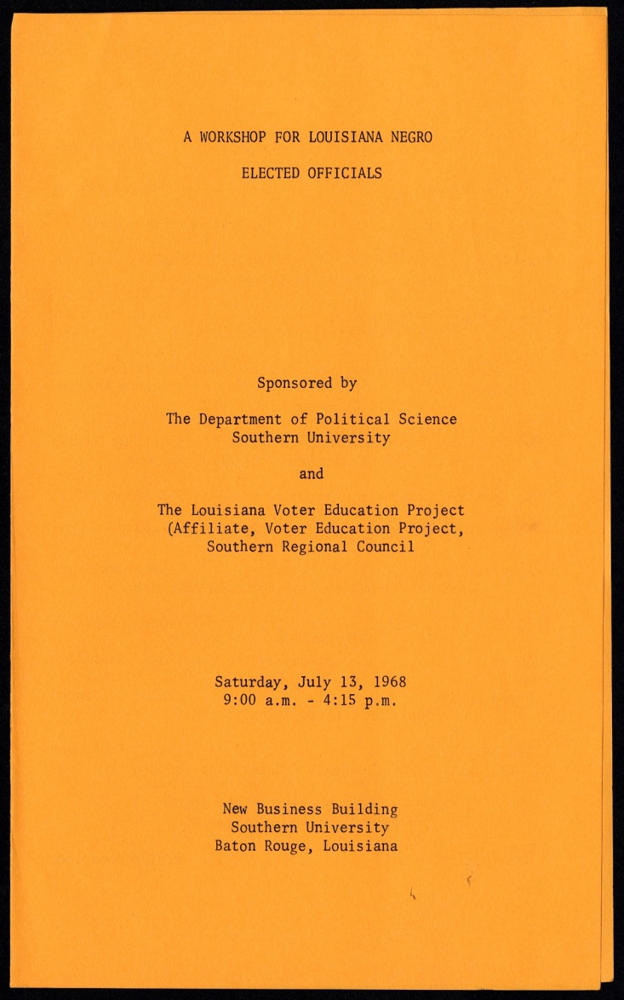 A WORKSHOP FOR LOUISIANA NEGRO
ELECTED OFFICIALS
Sponsored by
The Department of Political Science
Southern University
and
The Louisiana Voter Education Project
(Affiliate, Voter Education Project,
Southern Regional Council
Saturday, July 13, 1968
9:00 a.m. - 4:15 p.m.
New Business Building
Southern University
Baton Rouge, Louisiana